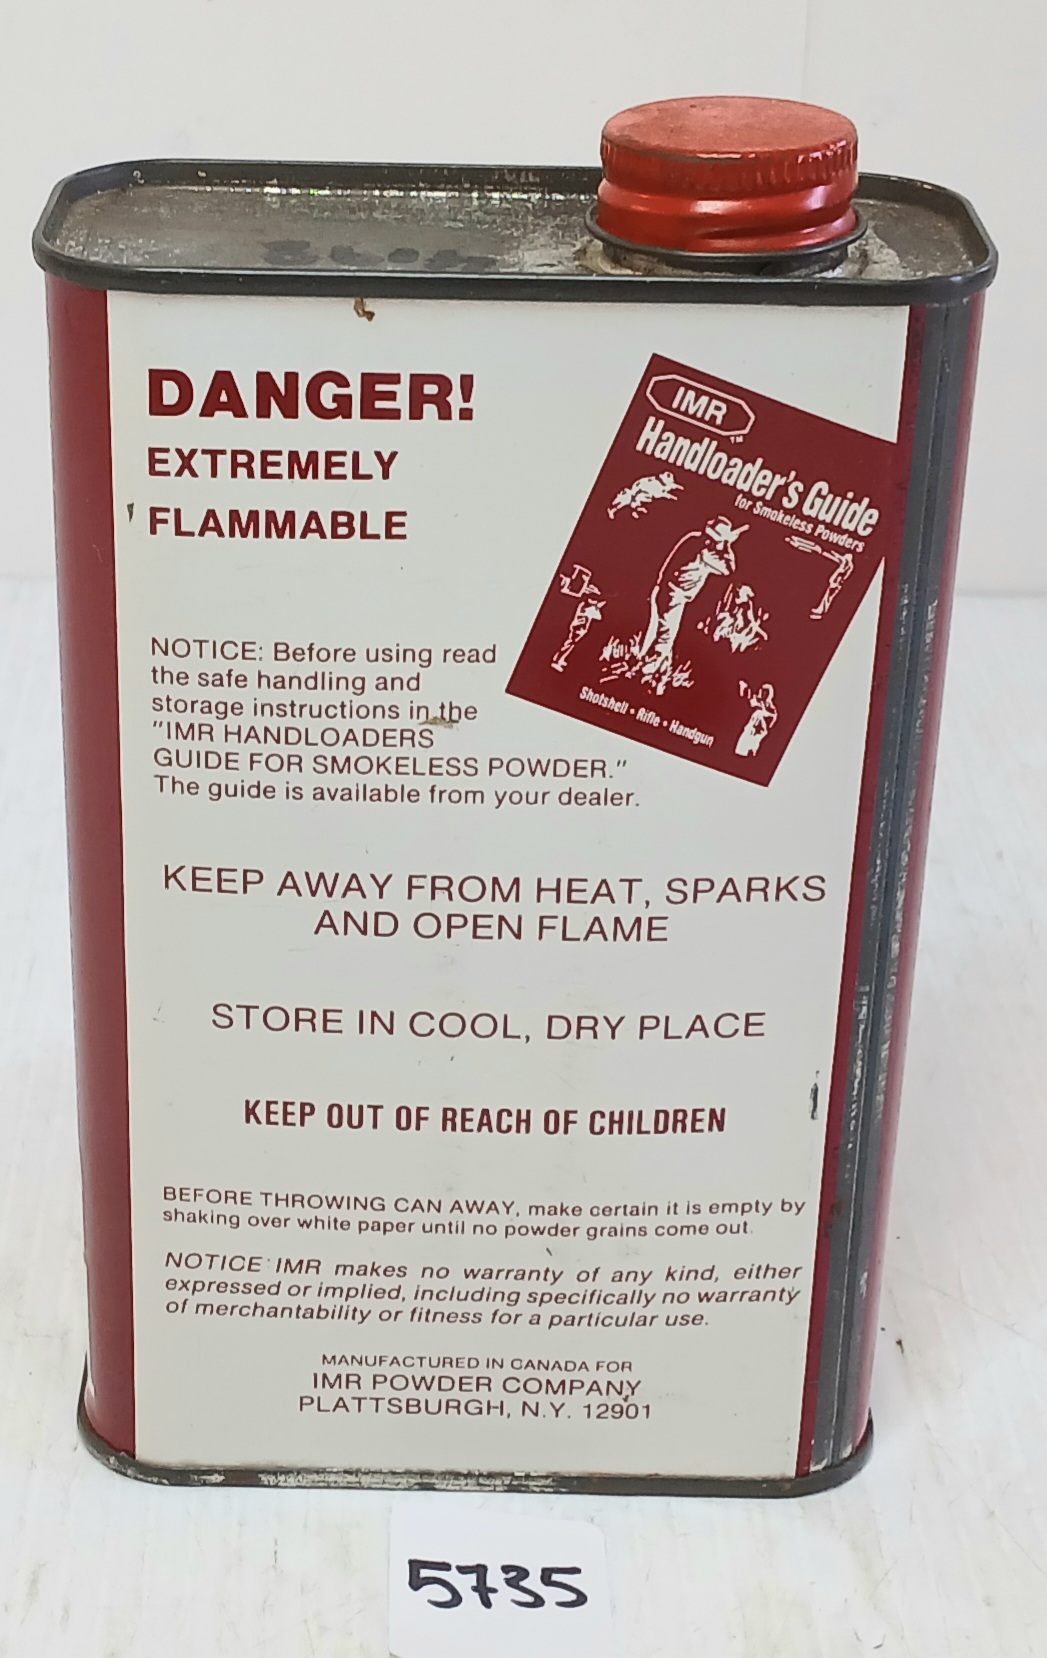 DANGER!
EXTREMELY
FLAMMABLE
IMR
TM
Handloader's Guide
for Smokeless Powders
Shotshell • Rifle • Handgun
NOTICE: Before using read
the safe handling and
storage instructions in the
"IMR HANDLOADERS
GUIDE FOR SMOKELESS POWDER."
The guide is available from your dealer.
KEEP AWAY FROM HEAT, SPARKS
AND OPEN FLAME
STORE IN COOL, DRY PLACE
KEEP OUT OF REACH OF CHILDREN
BEFORE THROWING CAN AWAY, make certain it is empty by
shaking over white paper until no powder grains come out.
NOTICE: IMR makes no warranty of any kind, either
expressed or implied, including specifically no warranty
of merchantability or fitness for a particular use.
MANUFACTURED IN CANADA FOR
IMR POWDER COMPANY
PLATTSBURGH, N.Y. 12901
5735